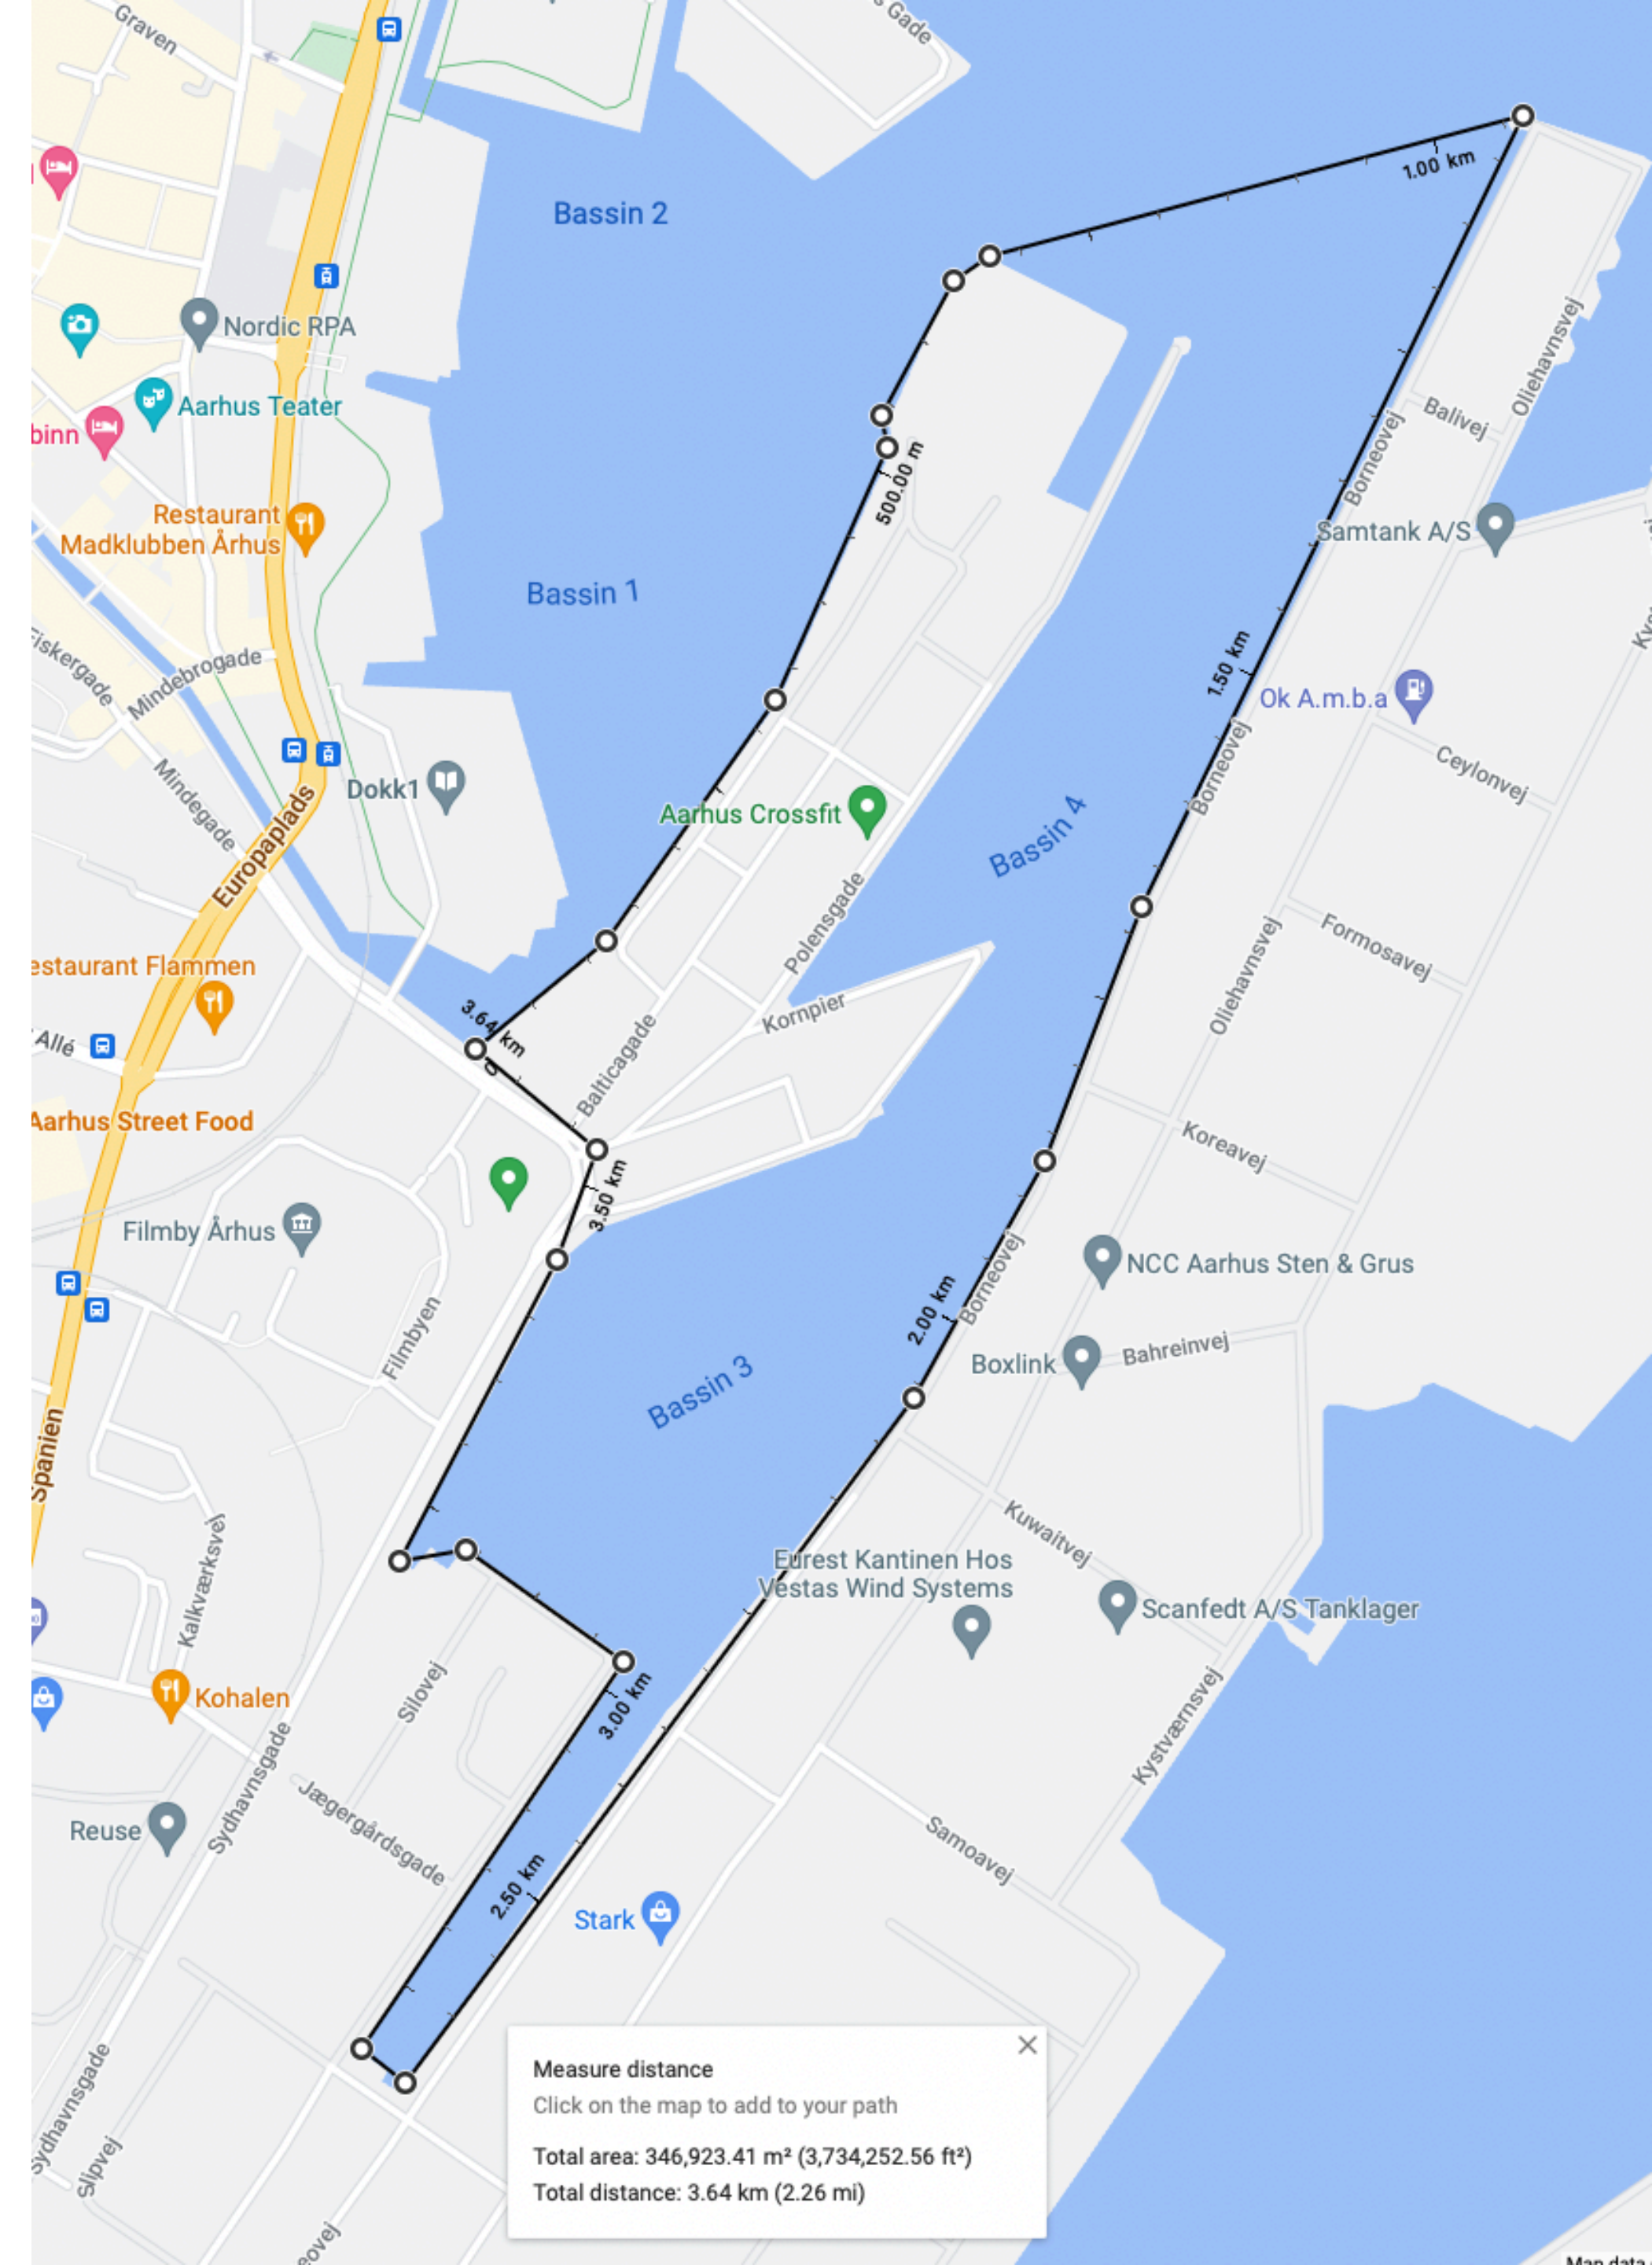 Graven
s Gade
1.00 km
Bassin 2
Nordic RPA
Oliehavnsvej
Aarhus Teater
Balivej
binn
Borneovej
500.00 m
Restaurant
Madklubben Århus
Samtank A/S
Bassin 1
Fiskergade
Mindebrogade
1.50 km
Ok A.m.b.a
Borneovej
Ceylonvej
Mindegade
Dokk1
Europaplads
Aarhus Crossfit
Bassin 4
Polensgade
Formosavej
estaurant Flammen
Oliehavnsvej
3.64 km
0
Kornpier
Allé
Balticagade
Aarhus Street Food
Koreavej
3.50 km
Filmby Århus
Borneovej
NCC Aarhus Sten & Grus
2.00 km
Filmbyen
Bahreinvej
Boxlink
Bassin 3
Spanien
Kuwaitvej
Eurest Kantinen Hos
Vestas Wind Systems
Kalkværksvej
Scanfedt A/S Tanklager
Silovej
3.00 km
Kohalen
Kystværnsvej
Sydhavnsgade
Jægergårdsgade
Reuse
Samoavej
2.50 km
Stark
Sydhavnsgade
Slipvej
eovej
Measure distance
Click on the map to add to your path
Total area: 346,923.41 m² (3,734,252.56 ft²)
Total distance: 3.64 km (2.26 mi)
Map data